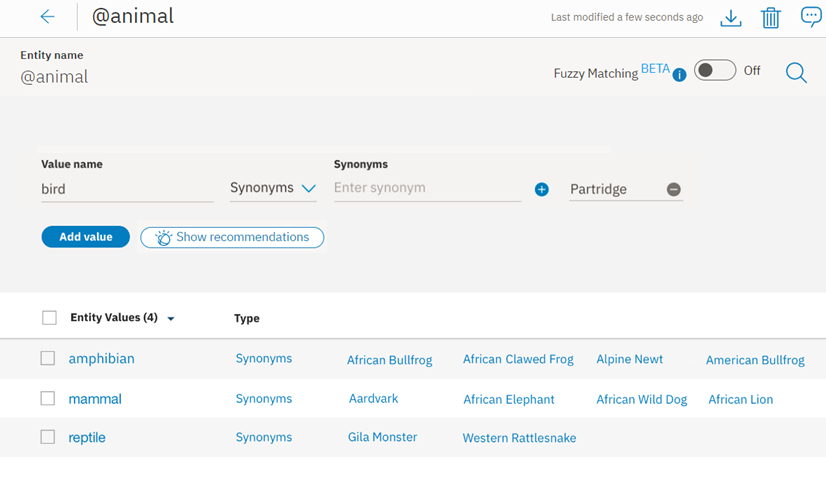 @animal
Last modified a few seconds ago
Entity name
@animal
Fuzzy Matching BETA i Off
Value name
Synonyms
bird
Synonyms
Enter synonym
Partridge
Add value
Show recommendations
Entity Values (4)
Type
amphibian Synonyms African Bullfrog African Clawed Frog Alpine Newt American Bullfrog
mammal Synonyms Aardvark African Elephant African Wild Dog African Lion
reptile Synonyms Gila Monster Western Rattlesnake